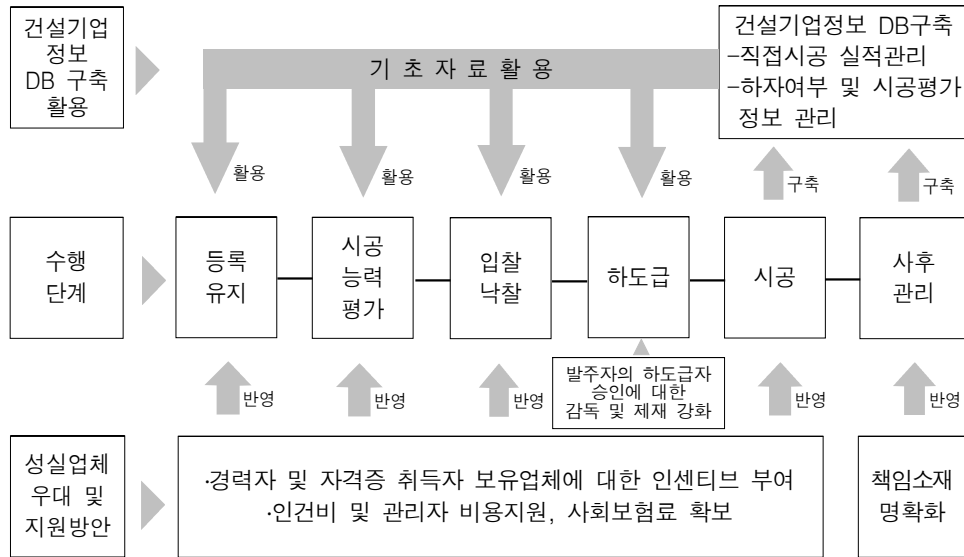 건설기업
정보
DB 구축
활용
기 초 자 료 활 용
건설기업정보 DB구축
-직접시공 실적관리
-하자여부 및 시공평가
정보 관리
활용
활용
활용
활용
구축
구축
수행
단계
등록
유지
시공
능력
평가
입찰
낙찰
하도급
시공
사후
관리
반영
반영
반영
발주자의 하도급자
승인에 대한
감독 및 제재 강화
반영
반영
성실업체
우대 및
지원방안
·경력자 및 자격증 취득자 보유업체에 대한 인센티브 부여
·인건비 및 관리자 비용지원, 사회보험료 확보
책임소재
명확화